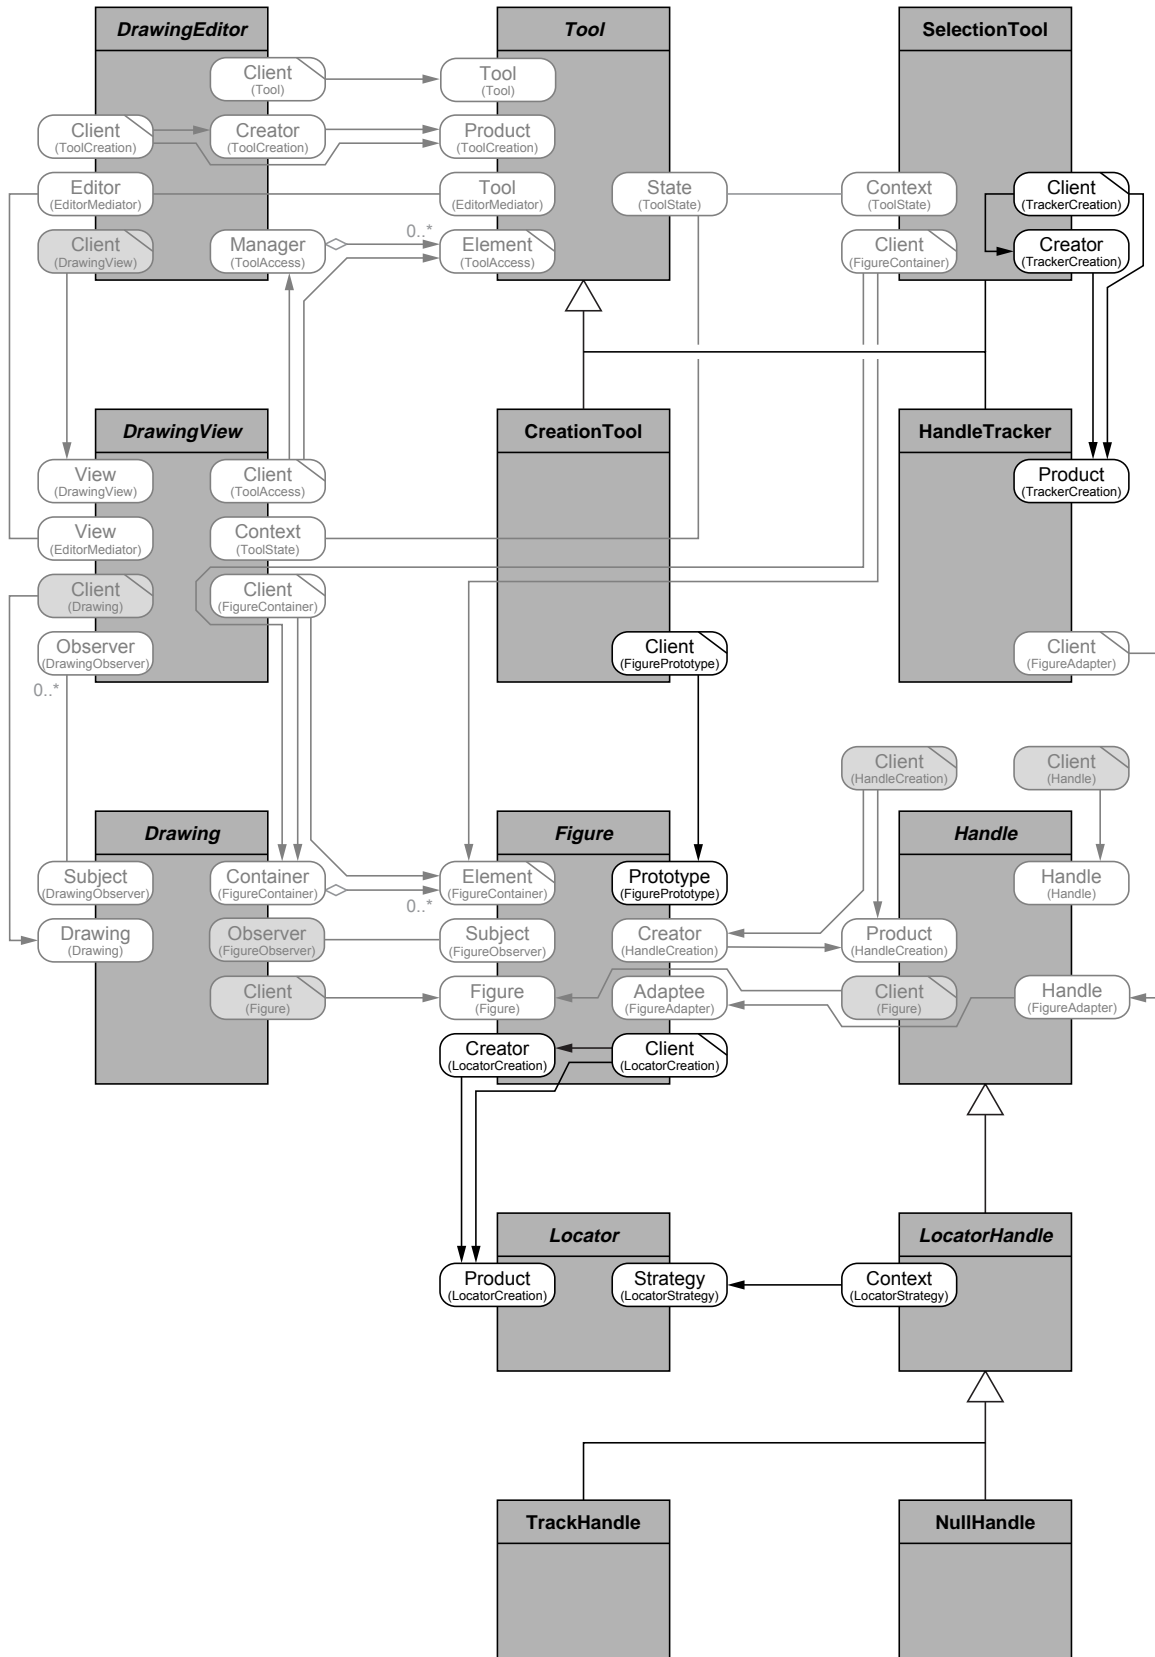 DrawingEditor
Tool
SelectionTool
Client
(Tool)
Tool
(Tool)
Client
(ToolCreation)
Creator
(ToolCreation)
Product
(ToolCreation)
Editor
(EditorMediator)
Tool
(EditorMediator)
State
(ToolState)
Context
(ToolState)
Client
(TrackerCreation)
Client
(DrawingView)
Manager
(ToolAccess)
0..*
Element
(ToolAccess)
Client
(FigureContainer)
Creator
(TrackerCreation)
DrawingView
CreationTool
HandleTracker
View
(DrawingView)
Client
(ToolAccess)
Product
(TrackerCreation)
View
(EditorMediator)
Context
(ToolState)
Client
(Drawing)
Client
(FigureContainer)
Observer
(DrawingObserver)
0..*
Client
(FigurePrototype)
Client
(FigureAdapter)
Client
(HandleCreation)
Client
(Handle)
Drawing
Figure
Handle
Subject
(DrawingObserver)
Container
(FigureContainer)
0..*
Element
(FigureContainer)
Prototype
(FigurePrototype)
Handle
(Handle)
Drawing
(Drawing)
Observer
(FigureObserver)
Subject
(FigureObserver)
Creator
(HandleCreation)
Product
(HandleCreation)
Client
(Figure)
Figure
(Figure)
Adaptee
(FigureAdapter)
Client
(Figure)
Handle
(FigureAdapter)
Creator
(LocatorCreation)
Client
(LocatorCreation)
Locator
LocatorHandle
Product
(LocatorCreation)
Strategy
(LocatorStrategy)
Context
(LocatorStrategy)
TrackHandle
NullHandle